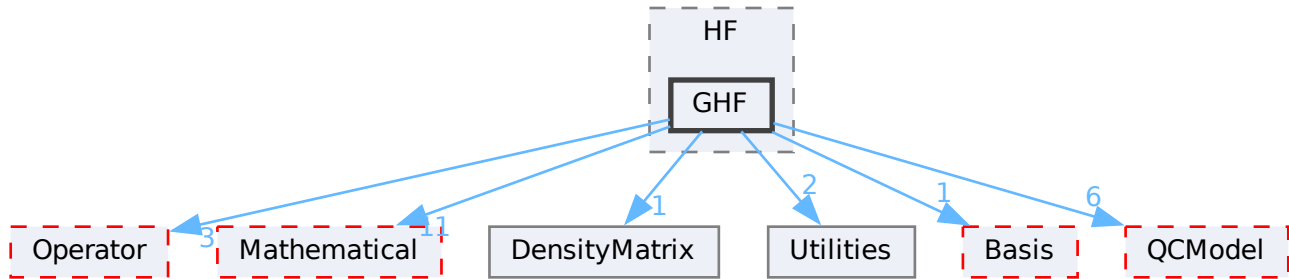 HF
GHF
3
11
1
2
1
6
Operator
Mathematical
DensityMatrix
Utilities
Basis
QCModel